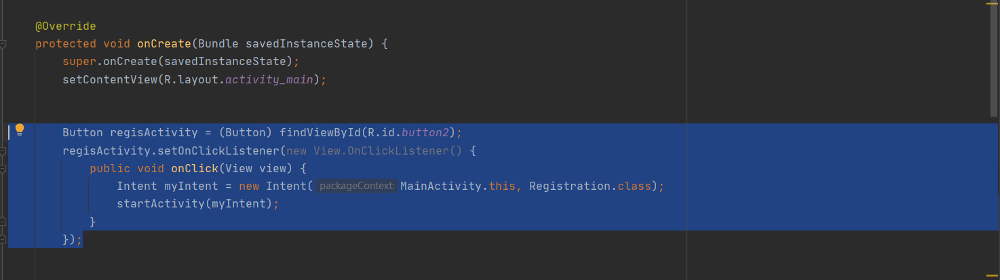 @Override
protected void onCreate(Bundle savedInstanceState) {
super.onCreate(savedInstanceState);
setContentView(R.layout.activity_main);
Button regisActivity = (Button) findViewById(R.id.button2);
regisActivity.setOnClickListener(new View.OnClickListener() {
public void onClick(View view) {
Intent myIntent = new Intent( packageContext: MainActivity.this, Registration.class);
startActivity(myIntent);
}
});